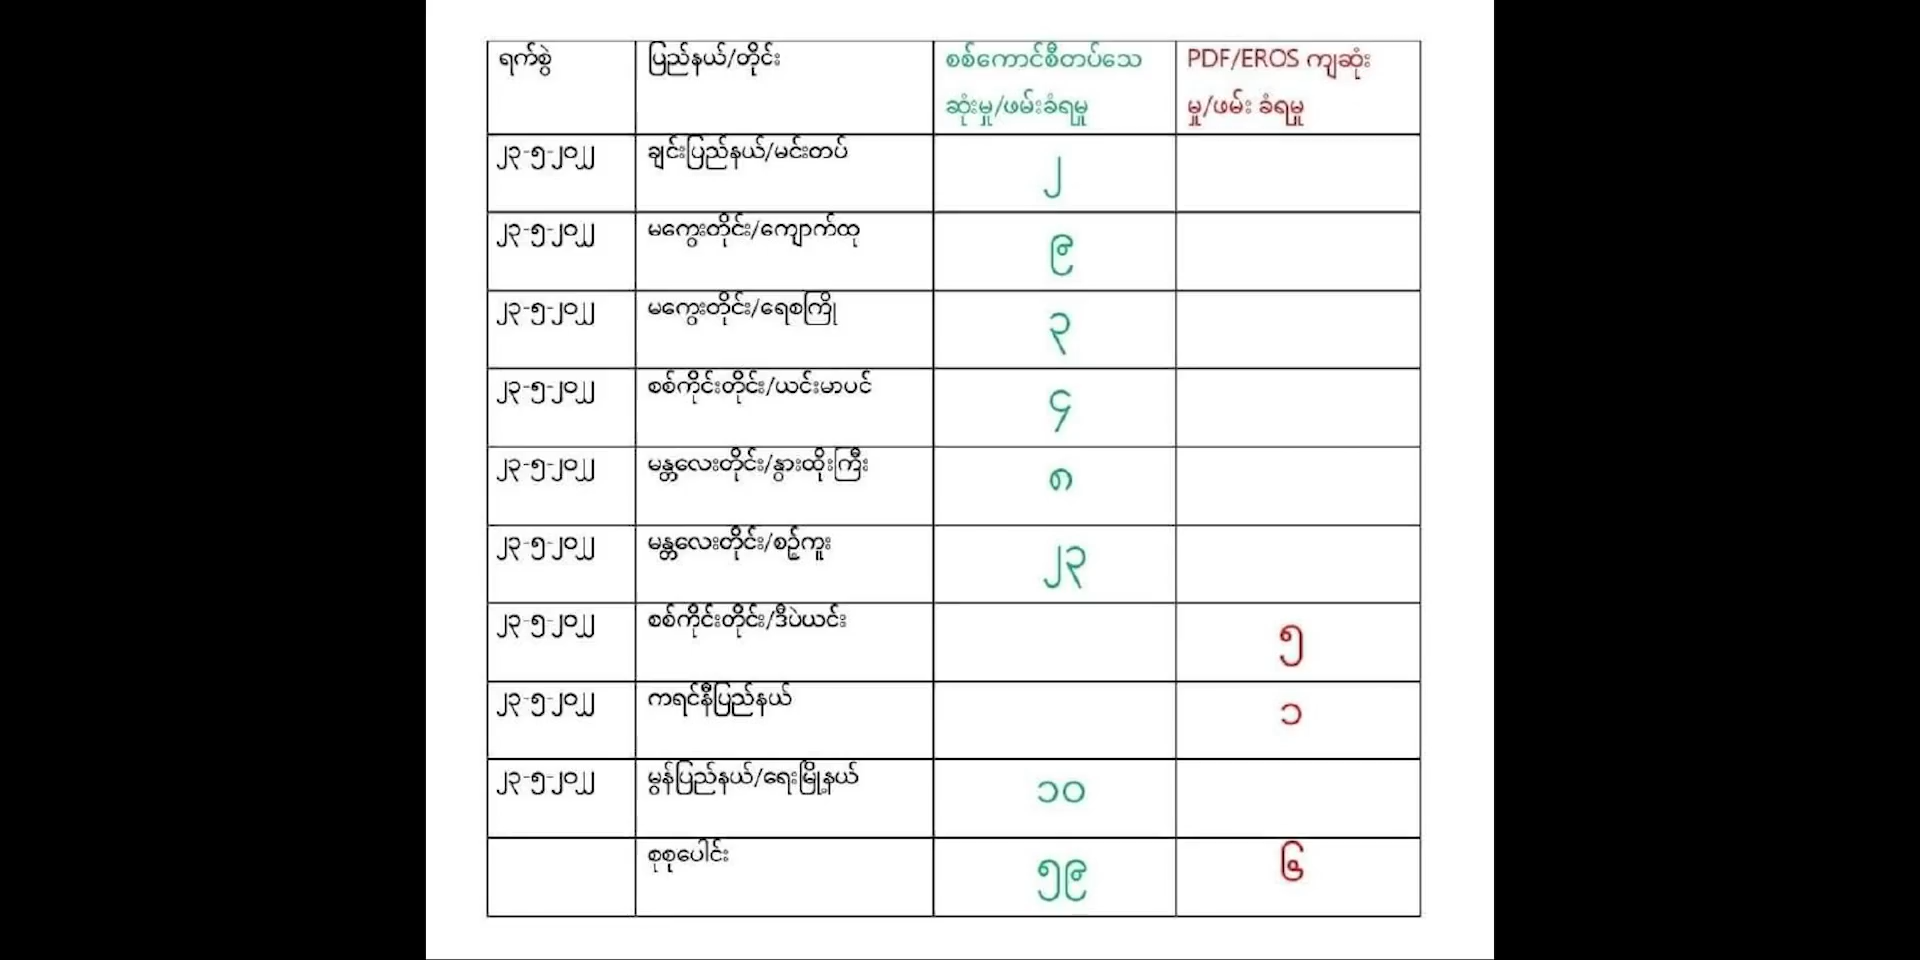 ရက်စွဲ ပြည်နယ်/တိုင်း စစ်ကောင်စီတပ်သေ PDF/EROS ကျဆုံး
ဆုံးမှု/ဖမ်းခံရမှု မှု/ဖမ်း ခံရမှု
၂၃-၅-၂၀၂၂ ချင်းပြည်နယ်/မင်းတပ် ၂
၂၃-၅-၂၀၂၂ မကွေးတိုင်း/ကျောက်ထု ၉
၂၃-၅-၂၀၂၂ မကွေးတိုင်း/ရေစကြို ၃
၂၃-၅-၂၀၂၂ စစ်ကိုင်းတိုင်း/ယင်းမာပင် ၄
၂၃-၅-၂၀၂၂ မန္တလေးတိုင်း/နွားထိုးကြီး ၈
၂၃-၅-၂၀၂၂ မန္တလေးတိုင်း/စဉ့်ကူး ၂၃
၂၃-၅-၂၀၂၂ စစ်ကိုင်းတိုင်း/ဒီပဲယင်း ၅
၂၃-၅-၂၀၂၂ ကရင်နီပြည်နယ် ၁
၂၃-၅-၂၀၂၂ မွန်ပြည်နယ်/ရေးမြို့နယ် ၁၀
စုစုပေါင်း ၅၉ ၆